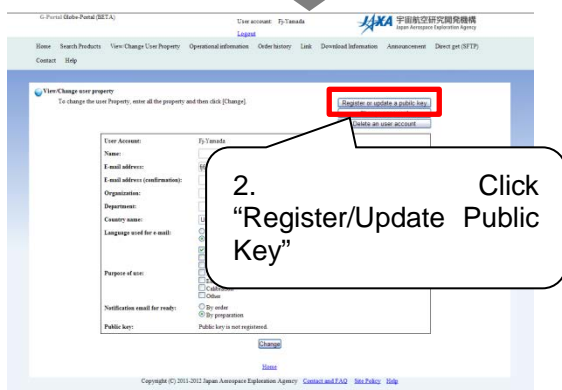 G-Portal Globe-Portal (BETA)
User account: Fy-Yamada
Logout
JAXA 宇宙航空研究開発機構
Japan Aerospace Exploration Agency
Home Search Products View/Change User Property Operational infomation Order history Link Download Infomation Announcement Direct get (SFTP)
Contact Help
View/Change user property
To change the user Property, enter all the property and then click [Change].
Register or update a public key
Delete an user account
User Account: Fy-Yamada
Name:
E-mail address:
E-mail address (confirmation):
Organization:
Department:
Country name: U
Language used for e-mail:
Purpose of use:
Other
Notification email for ready: By order
By preparation
Public key: Public key is not registered.
2. Click
“Register/Update Public
Key”
Change
Home
Copyright (C) 2011-2012 Japan Aerospace Exploration Agency Contact and FAQ Site Policy Help